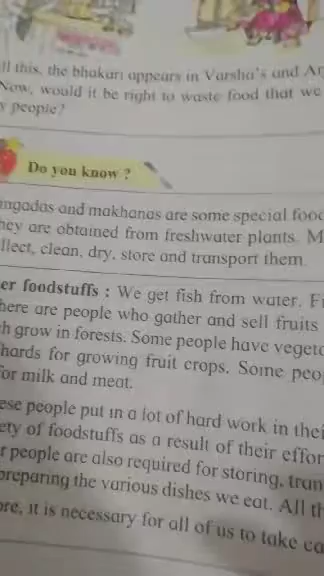 ll this, the bhakari appears in Varsha's and Ar
Now, would it be right to waste food that we
y people?
Do you know ?
ngadas and makhanas are some special food
hey are obtained from freshwater plants. M
llect, clean, dry, store and transport them.
er foodstuffs : We get fish from water. Fi
here are people who gather and sell fruits
ch grow in forests. Some people have vegeta
hards for growing fruit crops. Some peop
for milk and meat.
ese people put in a lot of hard work in thei
ety of foodstuffs as a result of their effor
r people are also required for storing, tran
preparing the various dishes we eat. All th
ore, it is necessary for all of us to take ca